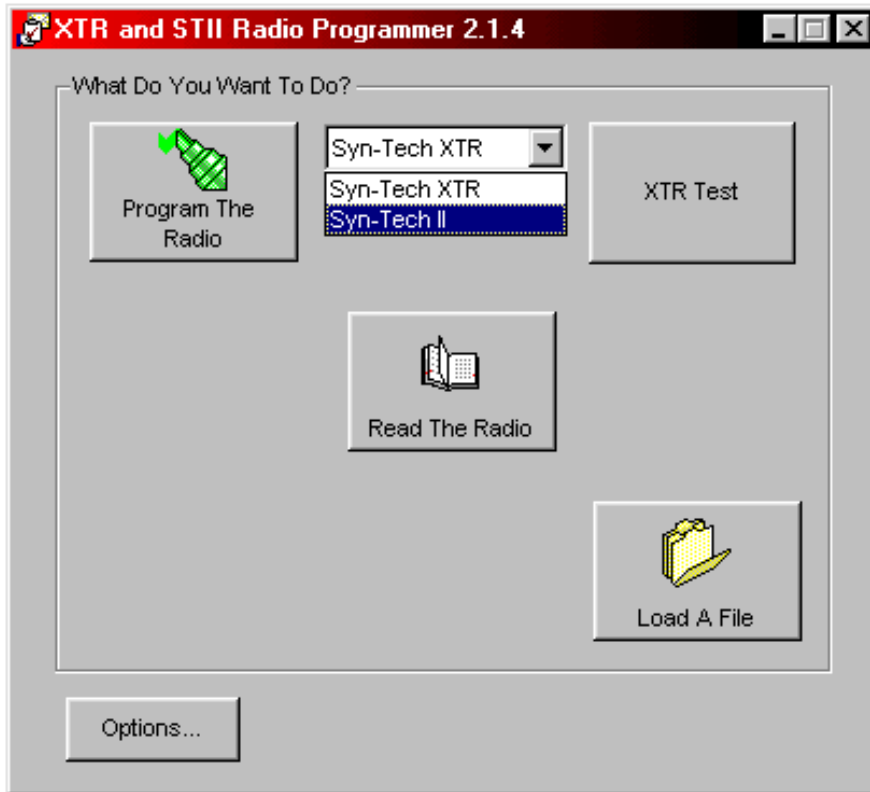 XTR and STII Radio Programmer 2.1.4
What Do You Want To Do?
Program The
Radio
Syn-Tech XTR
Syn-Tech XTR
Syn-Tech II
XTR Test
Read The Radio
Load A File
Options...